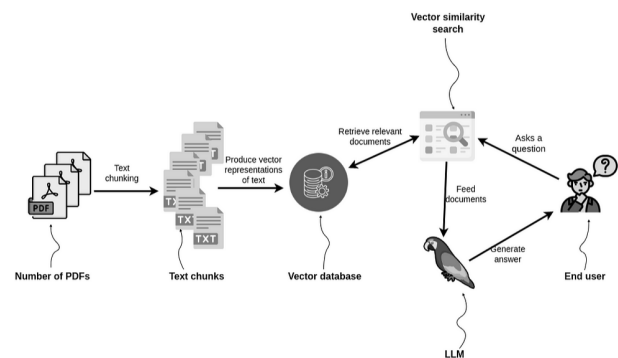 Vector similarity
search
Retrieve relevant
documents
Asks a
question
Text
chunking
Produce vector
representations
of text
Feed
documents
PDF
TXT
TXT
TXT
T
T
Generate
answer
Number of PDFs
Text chunks
Vector database
End user
LLM